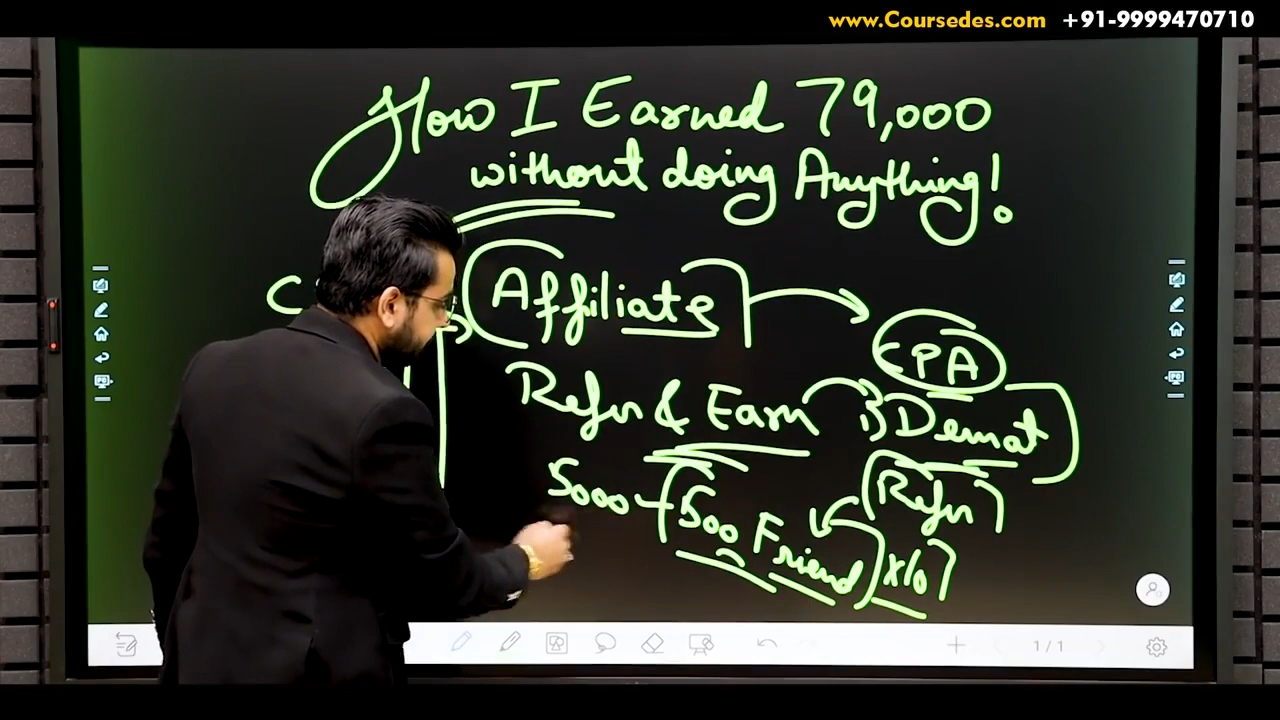 www.Coursedes.com +91-9999470710
How I Earned 79,000
without doing Anything!
C
Affiliate
CPA
Refer & Earn
Demat
Refer
5000 500 Friend x10
1/1